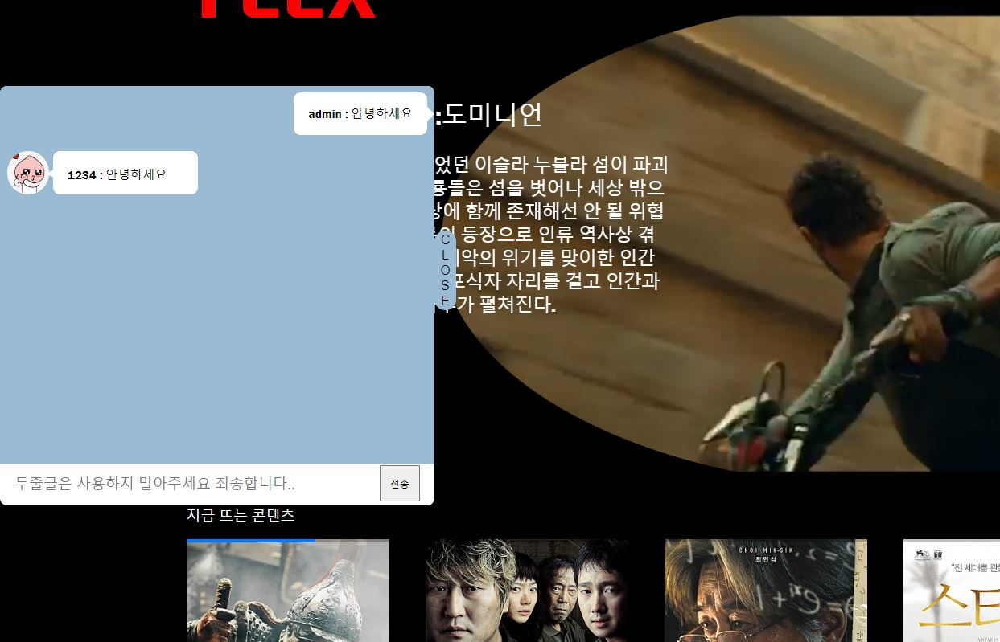 FLEX
admin : 안녕하세요
:도미니언
1234 : 안녕하세요
었던 이슬라 누블라 섬이 파괴
룡들은 섬을 벗어나 세상 밖으
상에 함께 존재해선 안 될 위협
등장으로 인류 역사상 겪
악의 위기를 맞이한 인간
포식자 자리를 걸고 인간과
가 펼쳐진다.
CLOSE
두줄글은 사용하지 말아주세요 죄송합니다..
전송
지금 뜨는 콘텐츠
CHOI MIN-SIK
최민식
tiff
"전 세대를 관
스타